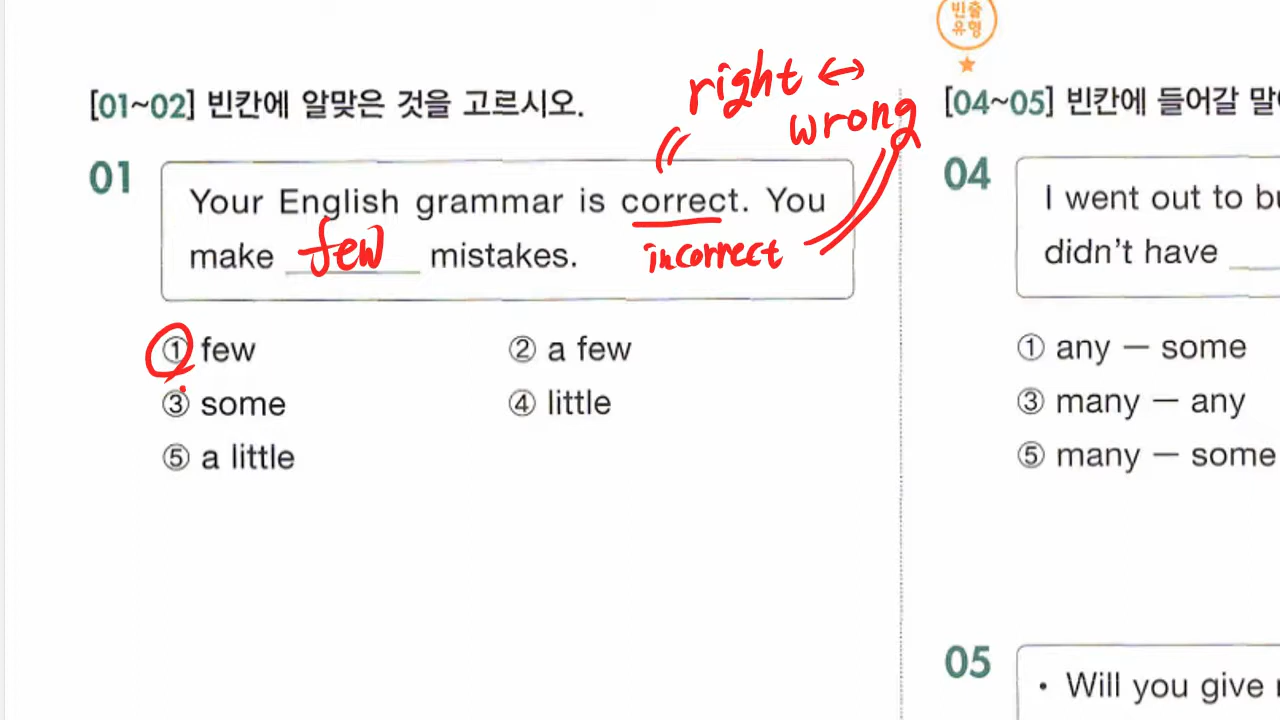 빈출
유형
right ↔
wrong
[01~02] 빈칸에 알맞은 것을 고르시오.
01
Your English grammar is correct. You
make few mistakes.
incorrect
① few
② a few
③ some
④ little
⑤ a little
[04~05] 빈칸에 들어갈 말
04
I went out to bu
didn't have
① any — some
③ many — any
⑤ many — some
05
• Will you give